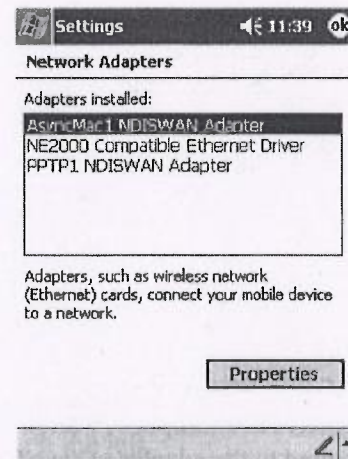 Settings 11:39 ok
Network Adapters
Adapters installed:
AsyncMac1 NDISWAN Adapter
NE2000 Compatible Ethernet Driver
PPTP1 NDISWAN Adapter
Adapters, such as wireless network
(Ethernet) cards, connect your mobile device
to a network.
Properties